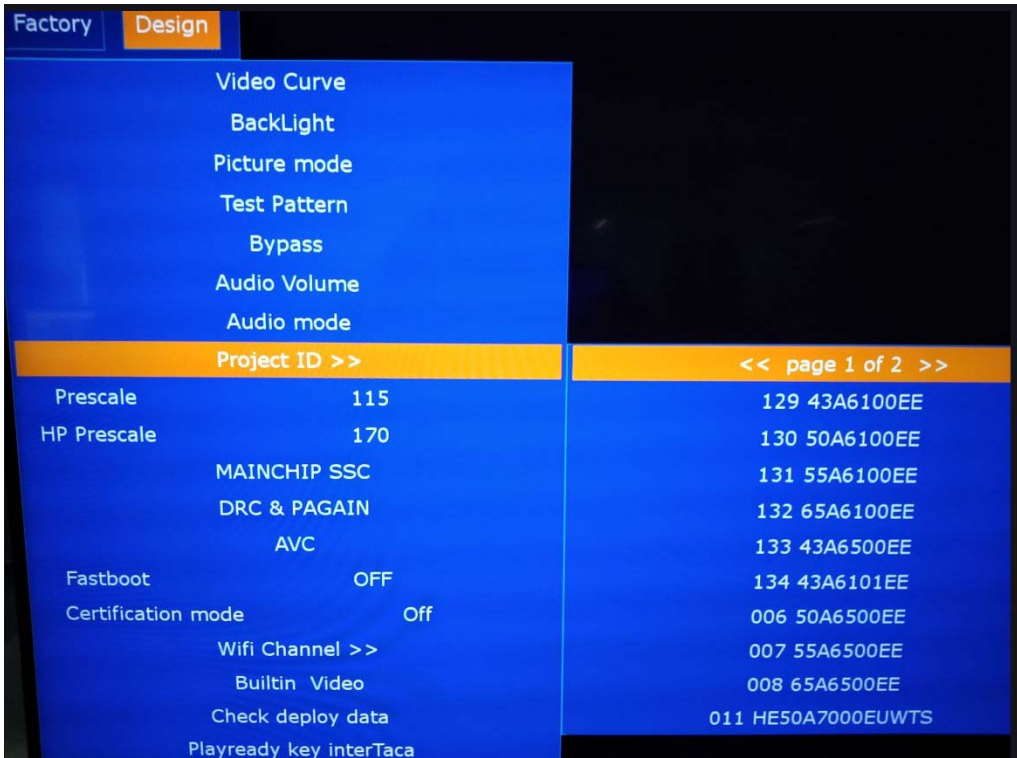 Factory Design
Video Curve
BackLight
Picture mode
Test Pattern
Bypass
Audio Volume
Audio mode
Project ID >>
Prescale 115
HP Prescale 170
MAINCHIP SSC
DRC & PAGAIN
AVC
Fastboot OFF
Certification mode Off
Wifi Channel >>
Builtin Video
Check deploy data
Playready key interTaca
<< page 1 of 2 >>
129 43A6100EE
130 50A6100EE
131 55A6100EE
132 65A6100EE
133 43A6500EE
134 43A6101EE
006 50A6500EE
007 55A6500EE
008 65A6500EE
011 HE50A7000EUWTS